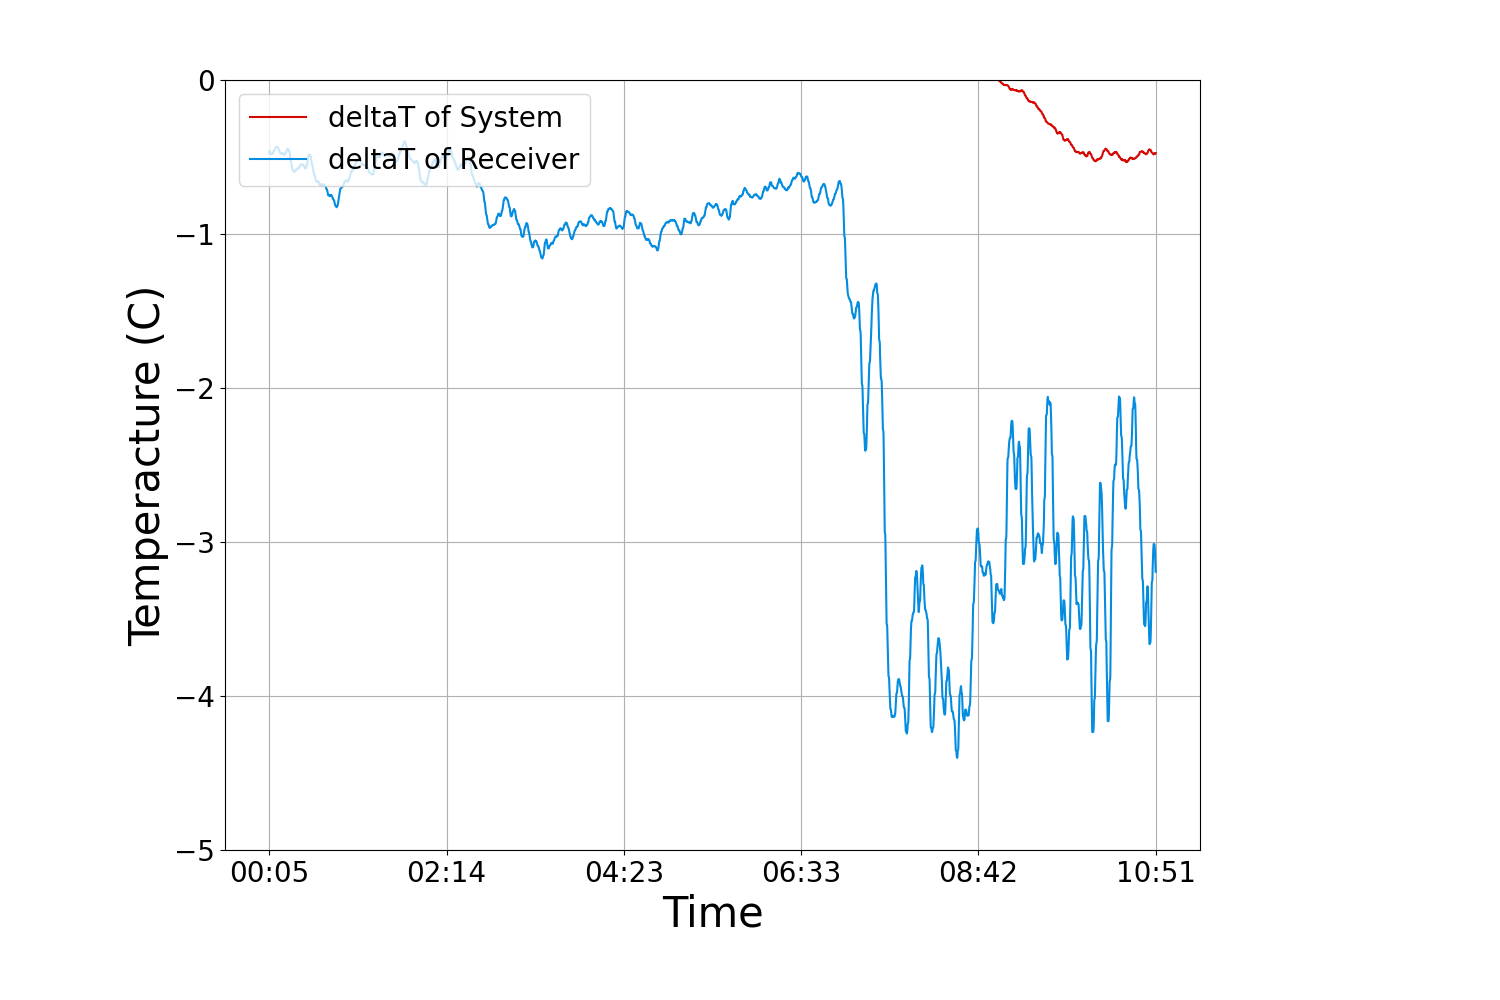 0
deltaT of System
deltaT of Receiver
−1
−2
Temperacture (C)
−3
−4
−5
00:05 02:14 04:23 06:33 08:42 10:51
Time